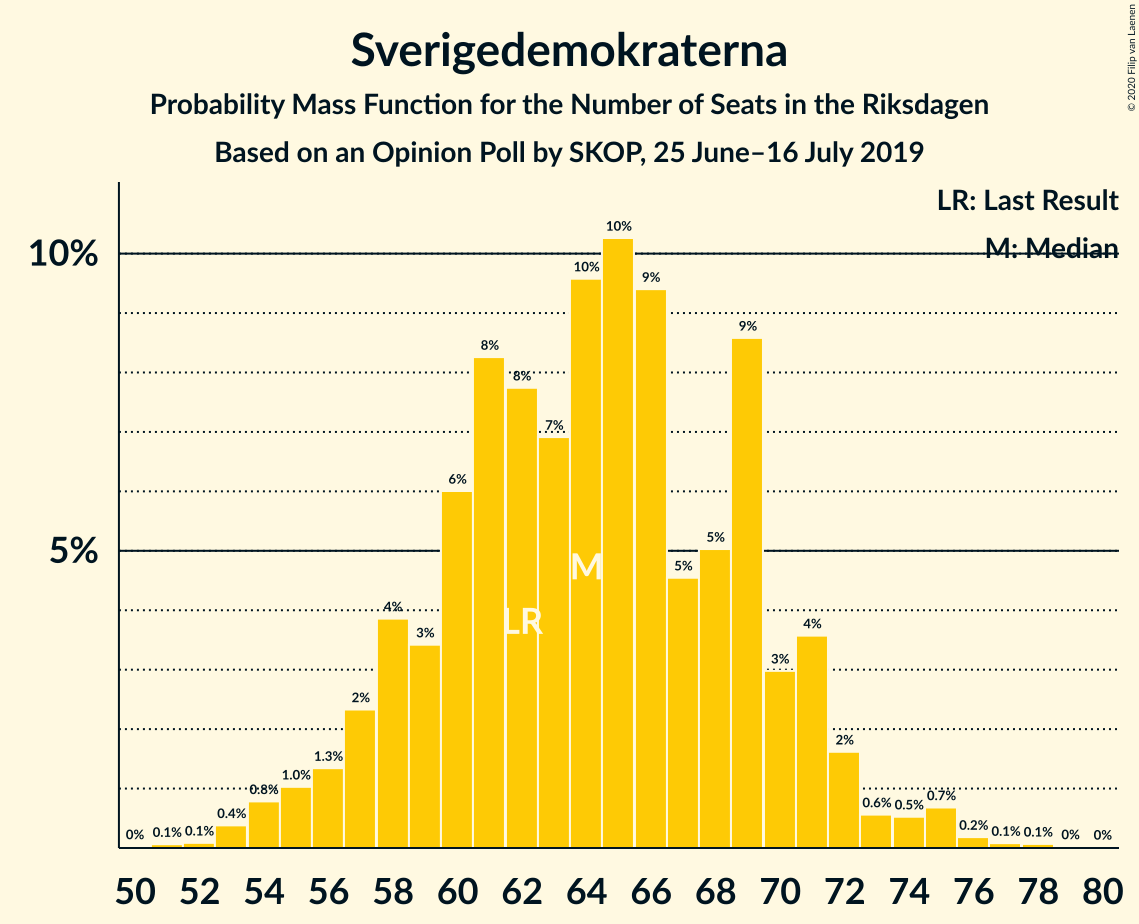 Sverigedemokraterna
Probability Mass Function for the Number of Seats in the Riksdagen
Based on an Opinion Poll by SKOP, 25 June–16 July 2019
© 2020 Filip van Laenen
LR: Last Result
M: Median
10%
5%
0% 0.1% 0.1% 0.4% 0.8% 1.0% 1.3% 2% 4% 3% 6% 8% 8% 7% 10% 10% 9% 5% 5% 9% 3% 4% 2% 0.6% 0.5% 0.7% 0.2% 0.1% 0.1% 0% 0%
M
LR
50 52 54 56 58 60 62 64 66 68 70 72 74 76 78 80